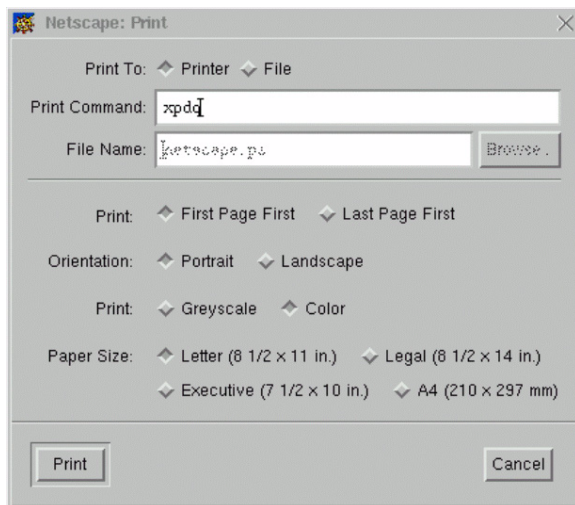 Netscape: Print
Print To: Printer File
Print Command: xpdq
File Name: netscape.ps Browse...
Print: First Page First Last Page First
Orientation: Portrait Landscape
Print: Greyscale Color
Paper Size: Letter (8 1/2 x 11 in.) Legal (8 1/2 x 14 in.)
Executive (7 1/2 x 10 in.) A4 (210 x 297 mm)
Print Cancel